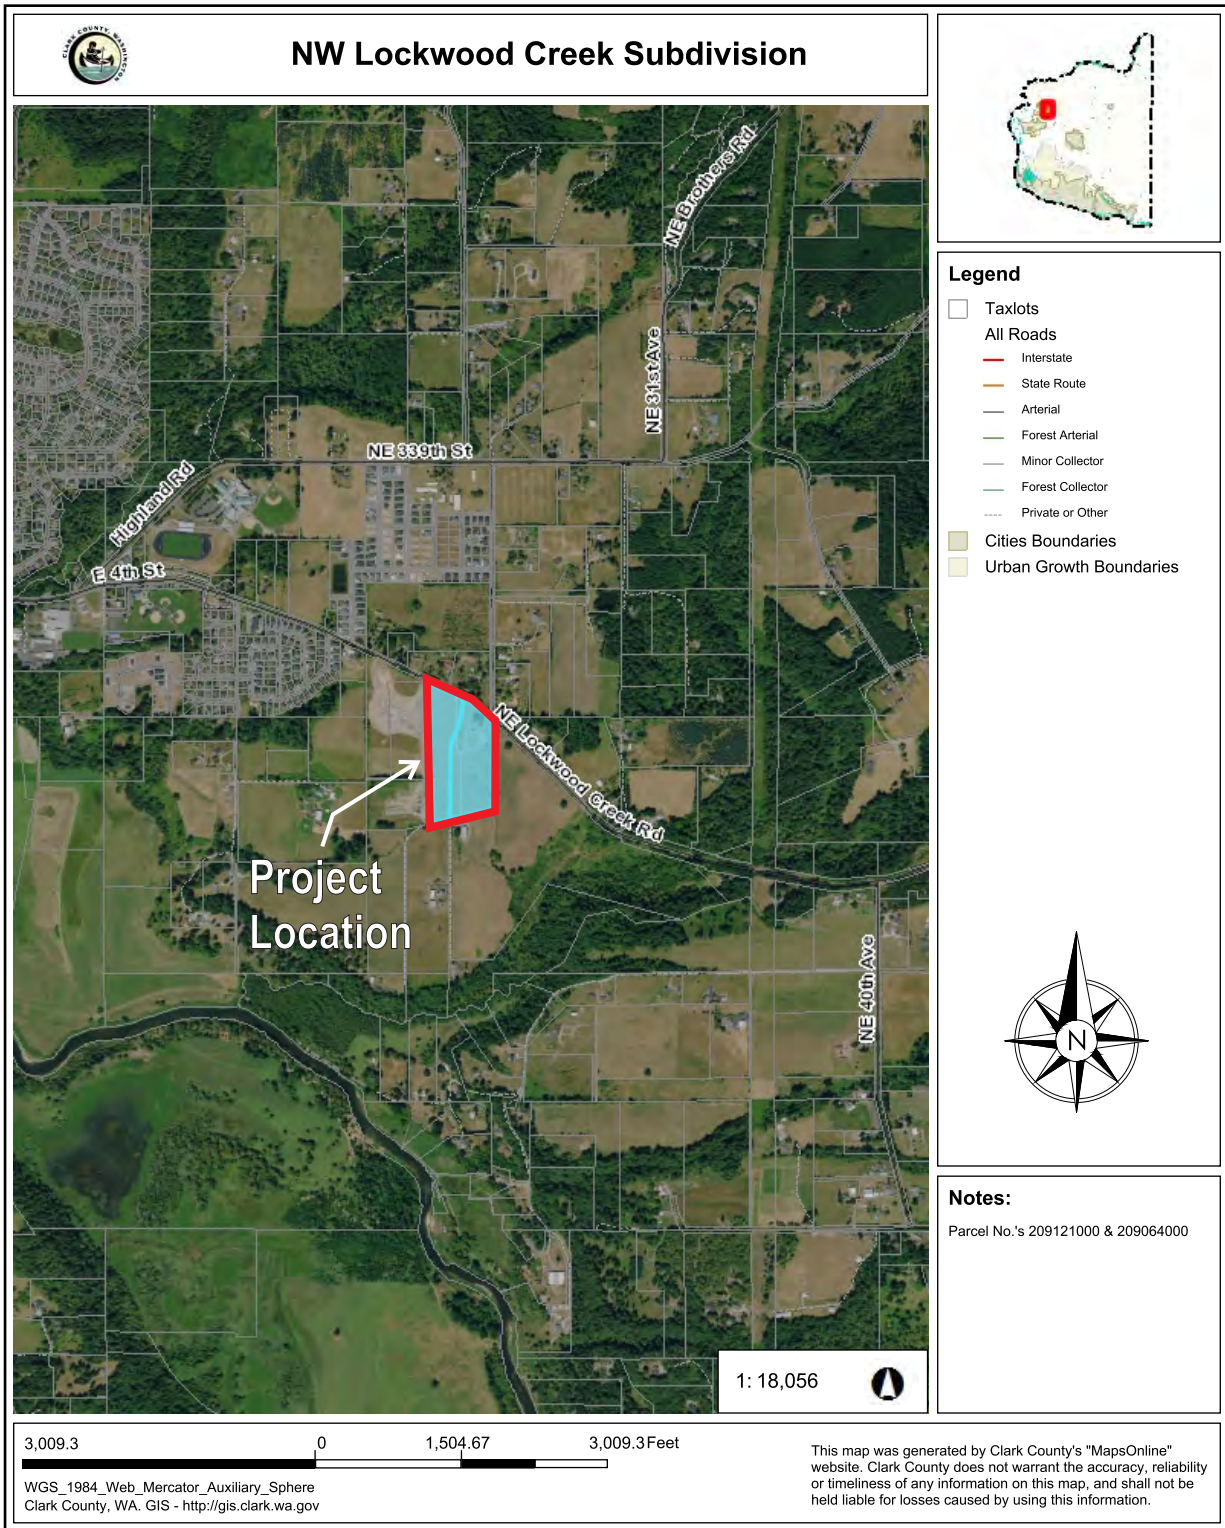 CLARK COUNTY, WASHINGTON
NW Lockwood Creek Subdivision
NE Brothers Rd
NE 31st Ave
NE 339th St
Highland Rd
E 4th St
NE Lockwood Creek Rd
Project
Location
NE 40th Ave
1: 18,056
Legend
Taxlots
All Roads
Interstate
State Route
Arterial
Forest Arterial
Minor Collector
Forest Collector
Private or Other
Cities Boundaries
Urban Growth Boundaries
N
Notes:
Parcel No.'s 209121000 & 209064000
3,009.3 0 1,504.67 3,009.3 Feet
WGS_1984_Web_Mercator_Auxiliary_Sphere
Clark County, WA. GIS - http://gis.clark.wa.gov
This map was generated by Clark County's "MapsOnline"
website. Clark County does not warrant the accuracy, reliability
or timeliness of any information on this map, and shall not be
held liable for losses caused by using this information.